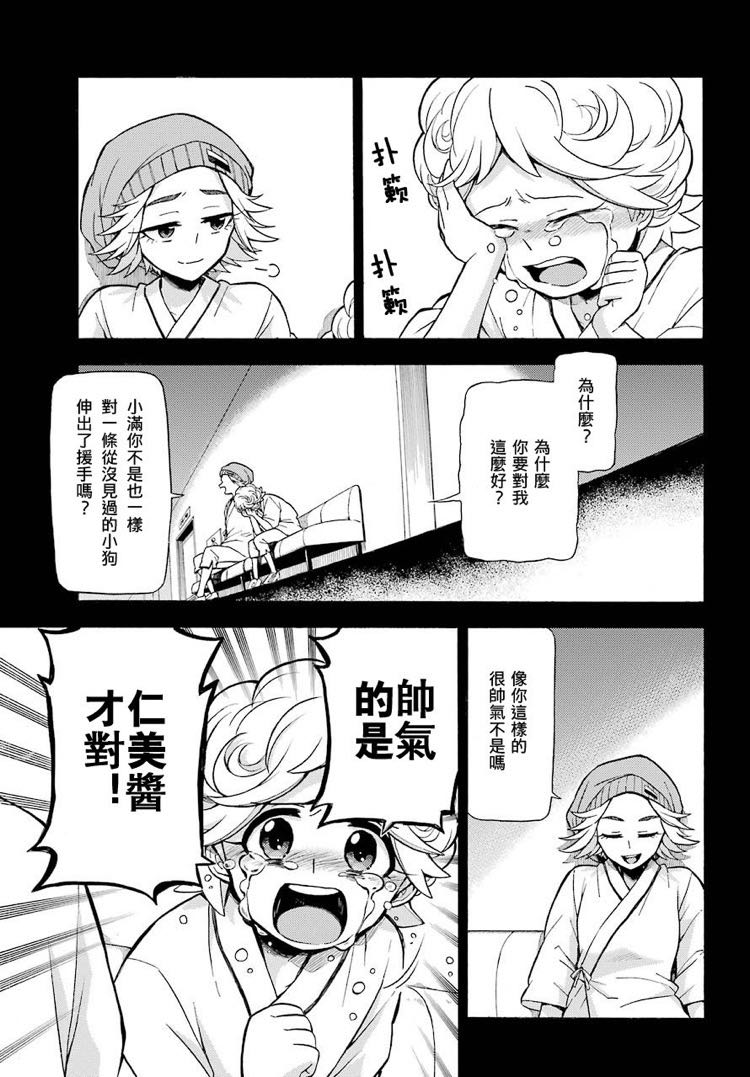 扑簌
扑簌
為什麼？
為什麼
你要對我
這麼好？
小滿你不是也一樣
對一條從沒見過的小狗
伸出了援手嗎？
像你這樣的
很帥氣不是嗎
帥氣
的是
仁美醬
才對！